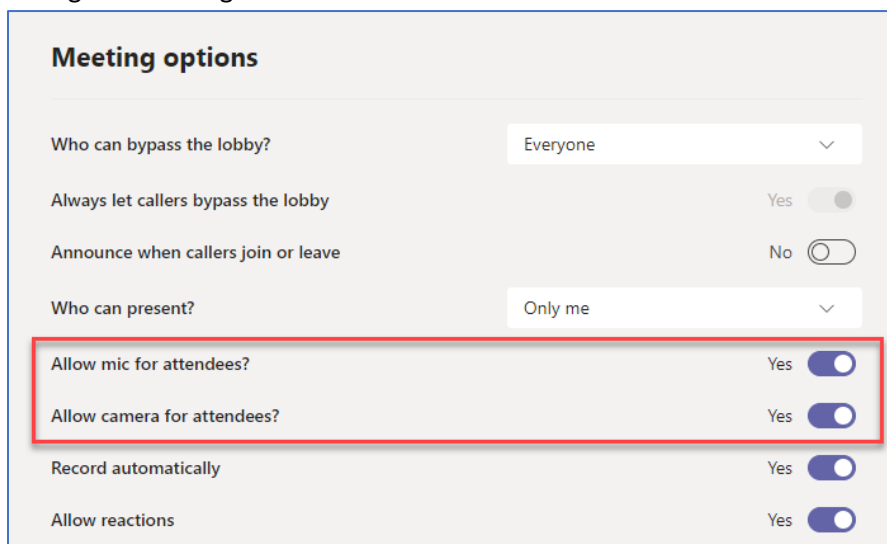 Meeting options
Who can bypass the lobby? Everyone
Always let callers bypass the lobby Yes
Announce when callers join or leave No
Who can present? Only me
Allow mic for attendees? Yes
Allow camera for attendees? Yes
Record automatically Yes
Allow reactions Yes